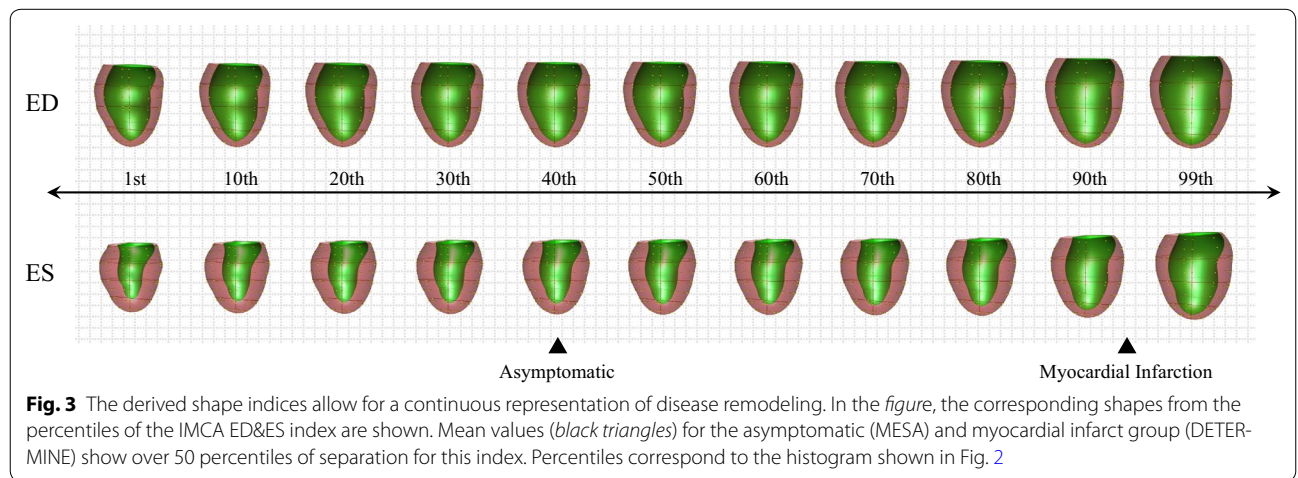 ED
1st 10th 20th 30th 40th 50th 60th 70th 80th 90th 99th
ES
Asymptomatic Myocardial Infarction
Fig. 3 The derived shape indices allow for a continuous representation of disease remodeling. In the figure, the corresponding shapes from the
percentiles of the IMCA ED&ES index are shown. Mean values (black triangles) for the asymptomatic (MESA) and myocardial infarct group (DETER-
MINE) show over 50 percentiles of separation for this index. Percentiles correspond to the histogram shown in Fig. 2